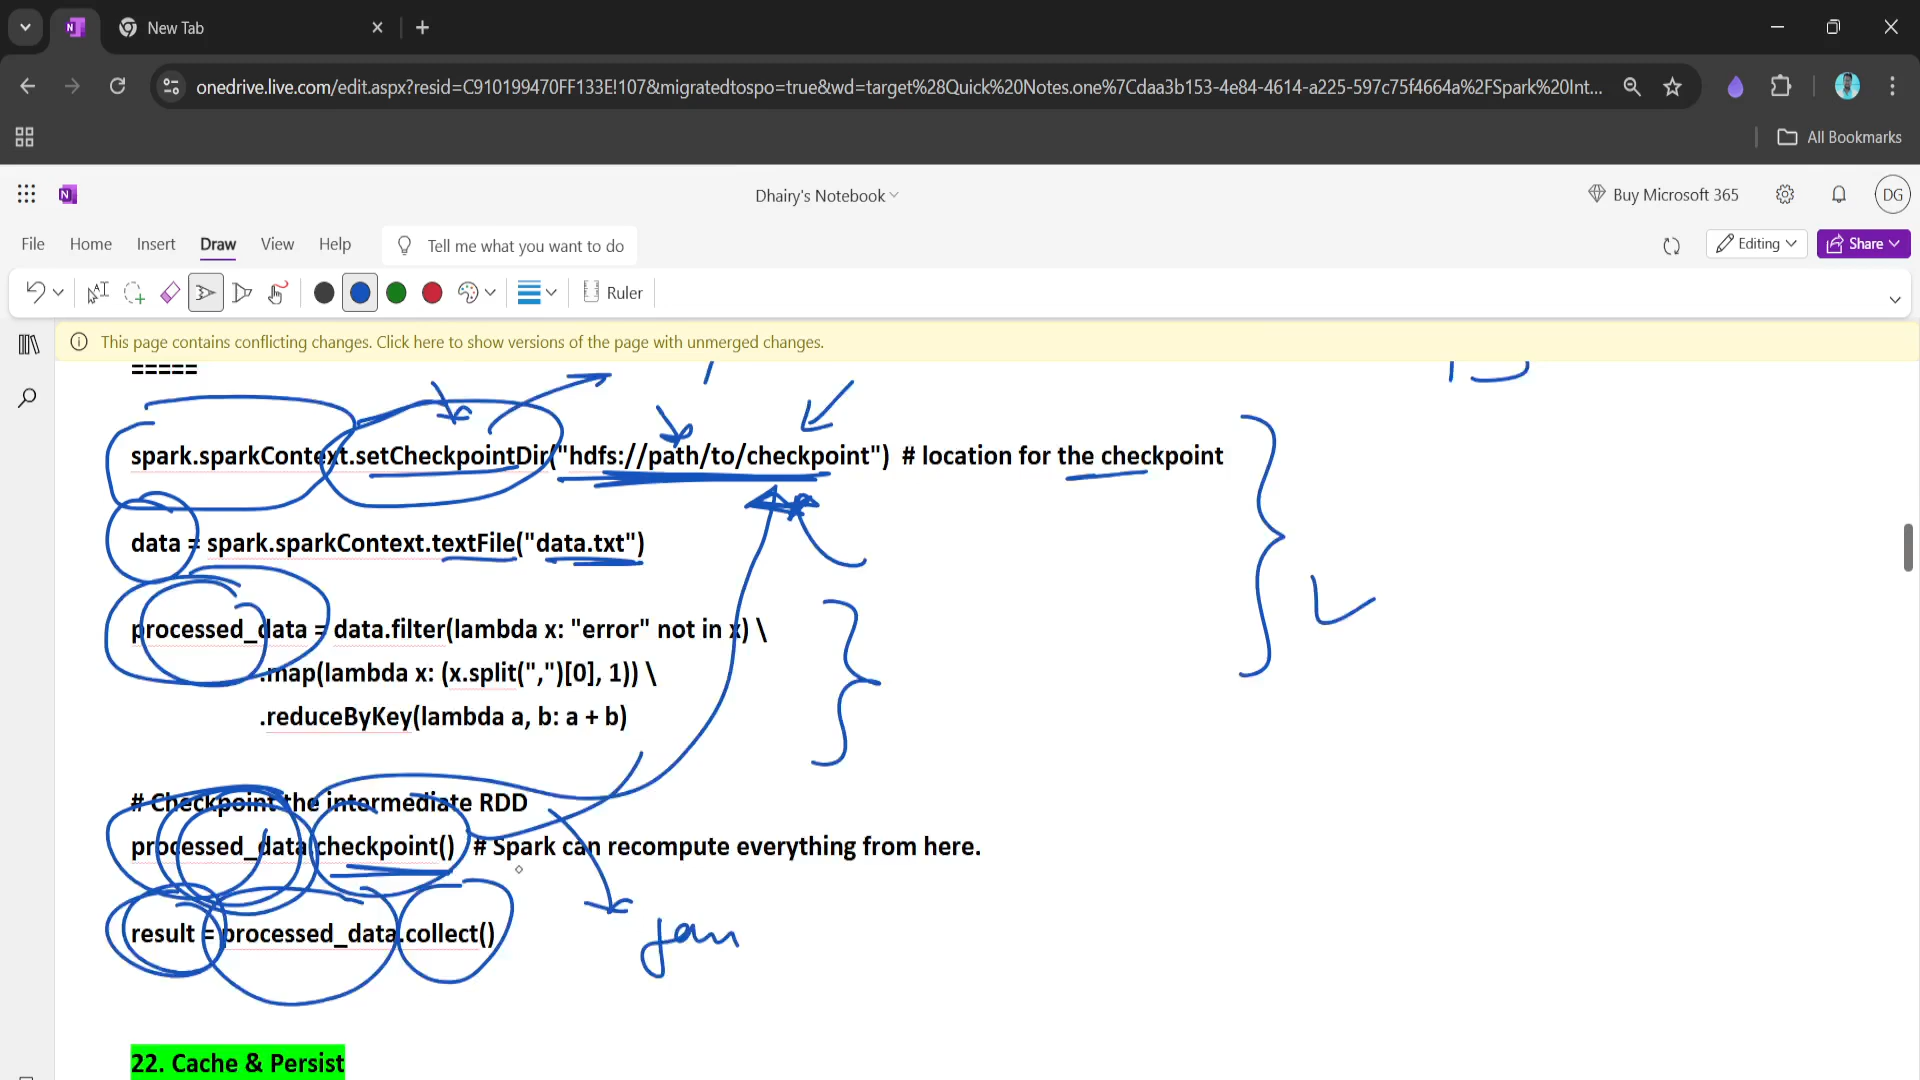 New Tab
onedrive.live.com/edit.aspx?resid=C910199470FF133E!107&migratedtospo=true&wd=target%28Quick%20Notes.one%7Cdaa3b153-4e84-4614-a225-597c75f4664a%2FSpark%20Int...
All Bookmarks
N Dhairy's Notebook Buy Microsoft 365 DG
File Home Insert Draw View Help Tell me what you want to do Editing Share
Ruler
This page contains conflicting changes. Click here to show versions of the page with unmerged changes.
=====
spark.sparkContext.setCheckpointDir("hdfs://path/to/checkpoint") # location for the checkpoint
data = spark.sparkContext.textFile("data.txt")
processed_data = data.filter(lambda x: "error" not in x) \
.map(lambda x: (x.split(",")[0], 1)) \
.reduceByKey(lambda a, b: a + b)
# Checkpoint the intermediate RDD
processed_data.checkpoint() # Spark can recompute everything from here.
result = processed_data.collect()
22. Cache & Persist